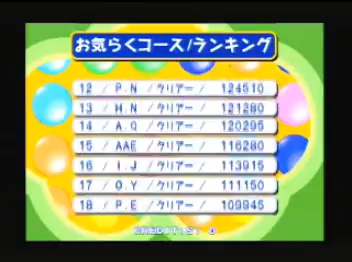 お気らくコース/ランキング
12 / P.N / クリアー / 124510
13 / H.N / クリアー / 121280
14 / A.Q / クリアー / 120295
15 / AAE / クリアー / 116280
16 / I.J / クリアー / 113915
17 / O.Y / クリアー / 111150
18 / P.E / クリアー / 109945
CREDITS: 4